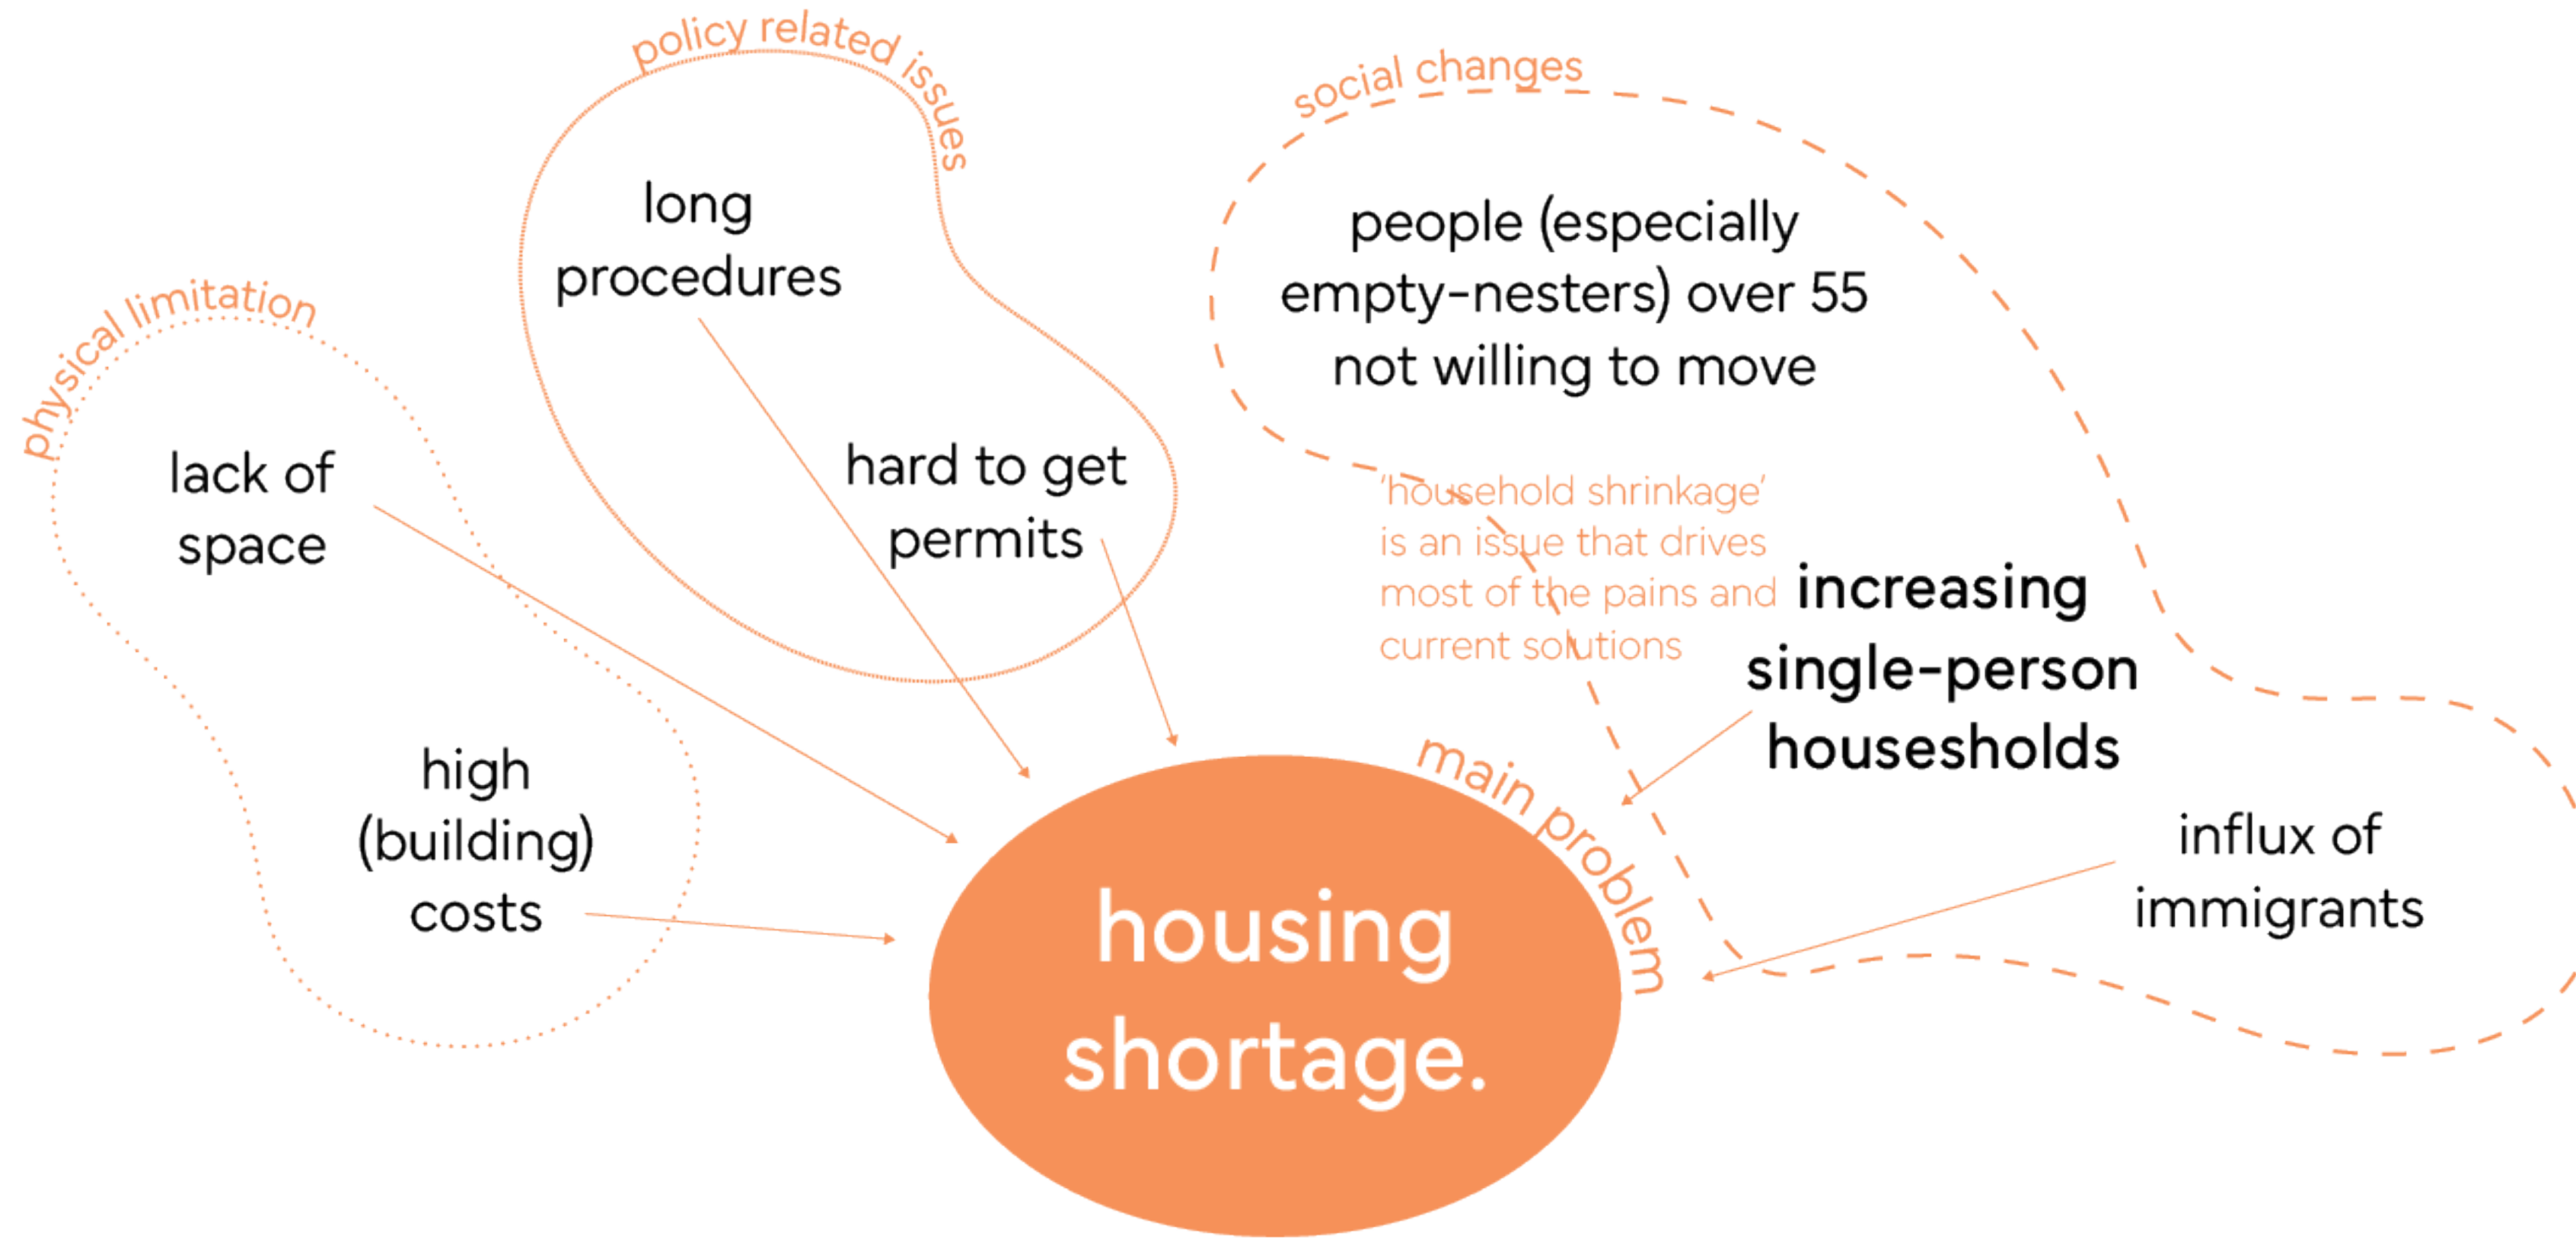 policy related issues
long
procedures
hard to get
permits
social changes
people (especially
empty-nesters) over 55
not willing to move
'household shrinkage'
is an issue that drives
most of the pains and
current solutions
increasing
single-person
housesholds
influx of
immigrants
physical limitation
lack of
space
high
(building)
costs
main problem
housing
shortage.